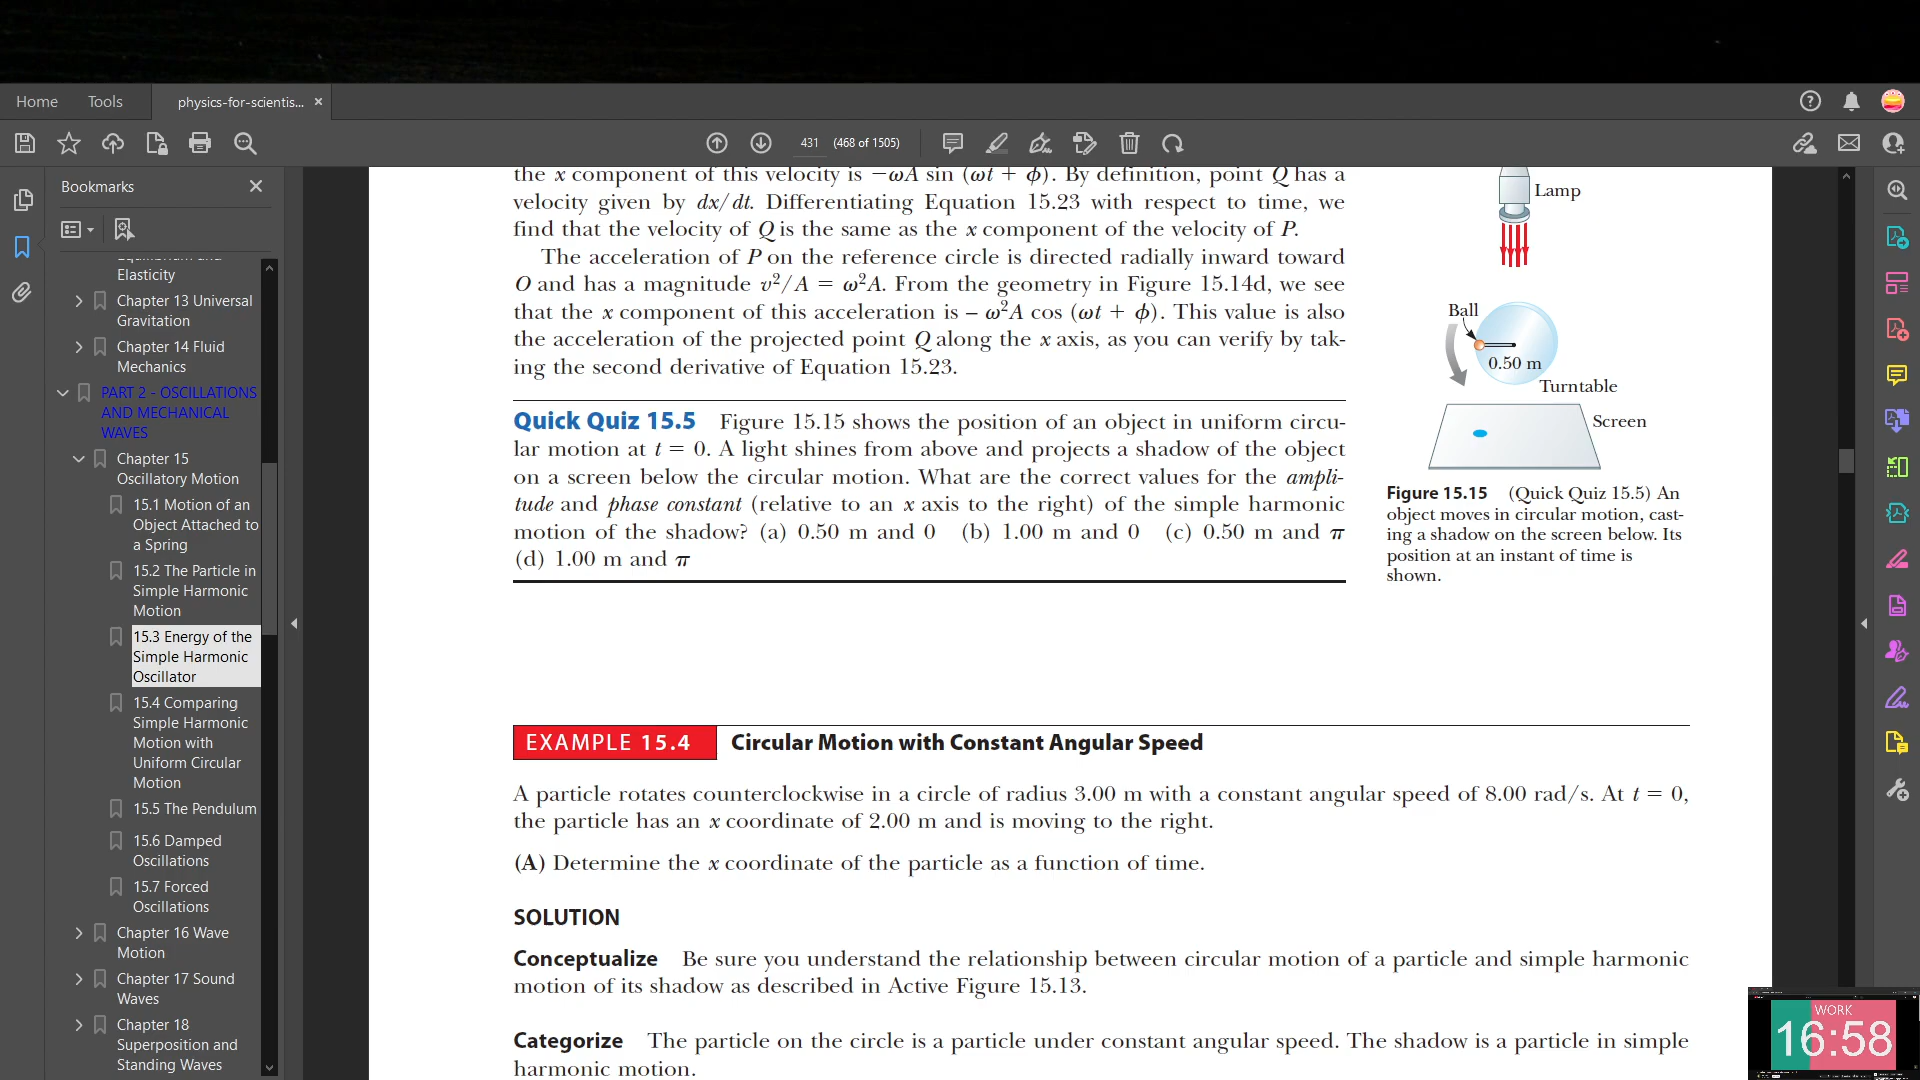 Home
Tools
physics-for-scientis... ×
431 (468 of 1505)
Bookmarks
Elasticity
Chapter 13 Universal
Gravitation
Chapter 14 Fluid
Mechanics
PART 2 - OSCILLATIONS
AND MECHANICAL
WAVES
Chapter 15
Oscillatory Motion
15.1 Motion of an
Object Attached to
a Spring
15.2 The Particle in
Simple Harmonic
Motion
15.3 Energy of the
Simple Harmonic
Oscillator
15.4 Comparing
Simple Harmonic
Motion with
Uniform Circular
Motion
15.5 The Pendulum
15.6 Damped
Oscillations
15.7 Forced
Oscillations
Chapter 16 Wave
Motion
Chapter 17 Sound
Waves
Chapter 18
Superposition and
Standing Waves
the x component of this velocity is −ωA sin (ωt + ϕ). By definition, point Q has a
velocity given by dx/dt. Differentiating Equation 15.23 with respect to time, we
find that the velocity of Q is the same as the x component of the velocity of P.
The acceleration of P on the reference circle is directed radially inward toward
O and has a magnitude v²/A = ω²A. From the geometry in Figure 15.14d, we see
that the x component of this acceleration is − ω²A cos (ωt + ϕ). This value is also
the acceleration of the projected point Q along the x axis, as you can verify by tak-
ing the second derivative of Equation 15.23.
Quick Quiz 15.5 Figure 15.15 shows the position of an object in uniform circu-
lar motion at t = 0. A light shines from above and projects a shadow of the object
on a screen below the circular motion. What are the correct values for the ampli-
tude and phase constant (relative to an x axis to the right) of the simple harmonic
motion of the shadow? (a) 0.50 m and 0 (b) 1.00 m and 0 (c) 0.50 m and π
(d) 1.00 m and π
Lamp
Ball
0.50 m
Turntable
Screen
Figure 15.15 (Quick Quiz 15.5) An
object moves in circular motion, cast-
ing a shadow on the screen below. Its
position at an instant of time is
shown.
EXAMPLE 15.4 Circular Motion with Constant Angular Speed
A particle rotates counterclockwise in a circle of radius 3.00 m with a constant angular speed of 8.00 rad/s. At t = 0,
the particle has an x coordinate of 2.00 m and is moving to the right.
(A) Determine the x coordinate of the particle as a function of time.
SOLUTION
Conceptualize Be sure you understand the relationship between circular motion of a particle and simple harmonic
motion of its shadow as described in Active Figure 15.13.
Categorize The particle on the circle is a particle under constant angular speed. The shadow is a particle in simple
harmonic motion.
WORK
16:58